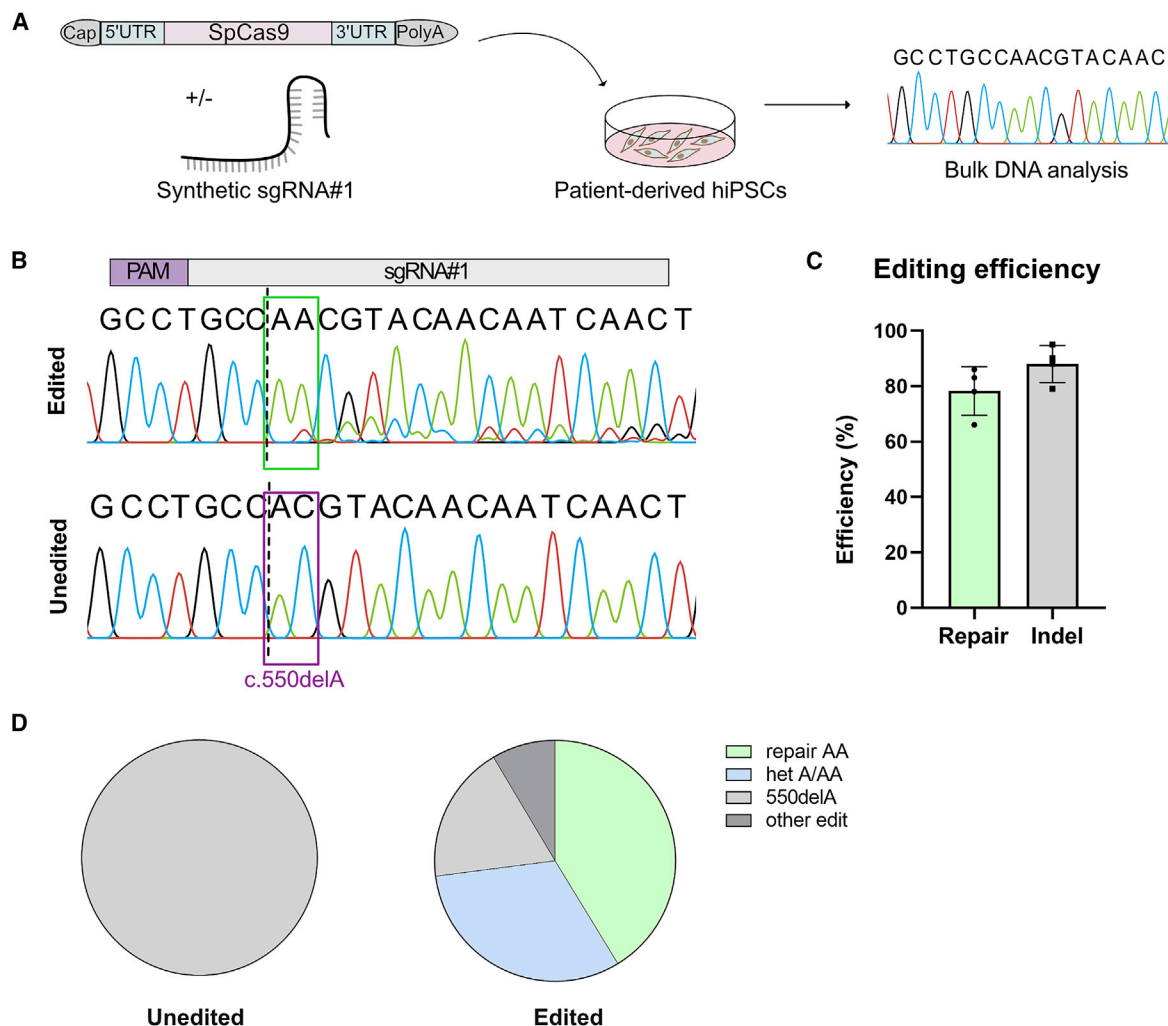 A
Cap 5'UTR SpCas9 3'UTR PolyA
+/-
Synthetic sgRNA#1
Patient-derived hiPSCs
GCCTGCCAACGTACAAC
Bulk DNA analysis
B
PAM sgRNA#1
GCCTGCCAACGTACAACAATCAACT
Edited
GCCTGCCACGTACAACAATCAACT
Unedited
c.550delA
C
Editing efficiency
Efficiency (%)
100
80
60
40
20
0
Repair Indel
D
Unedited
Edited
repair AA
het A/AA
550delA
other edit